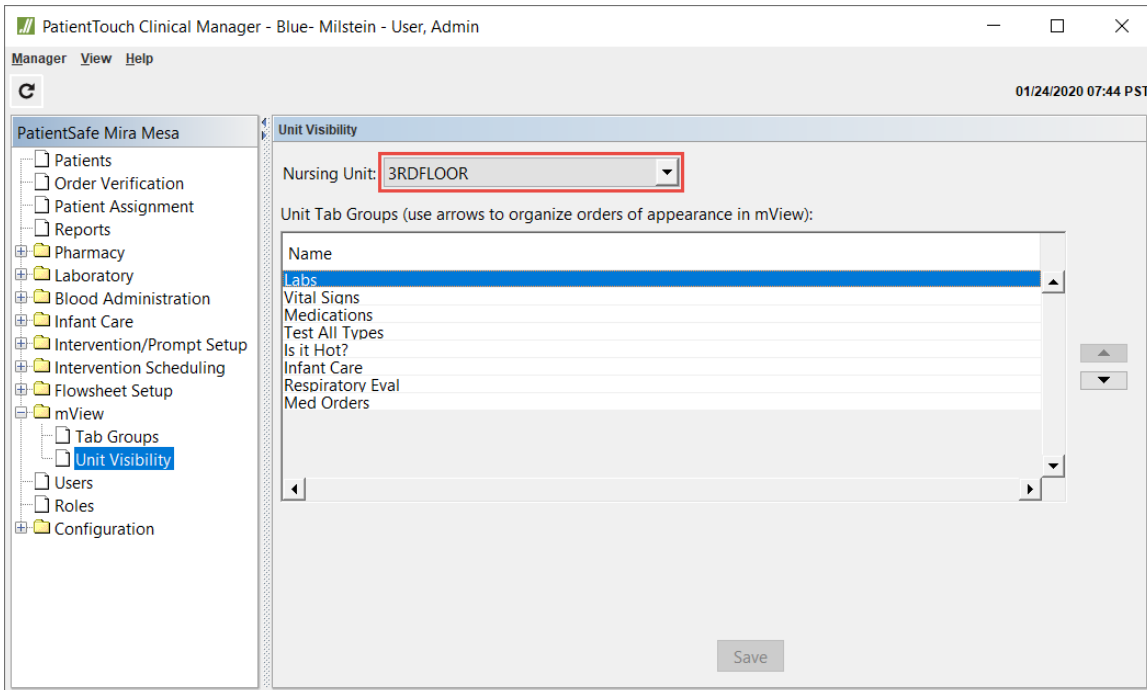 PatientTouch Clinical Manager - Blue- Milstein - User, Admin
Manager View Help
01/24/2020 07:44 PST
PatientSafe Mira Mesa
Patients
Order Verification
Patient Assignment
Reports
Pharmacy
Laboratory
Blood Administration
Infant Care
Intervention/Prompt Setup
Intervention Scheduling
Flowsheet Setup
mView
Tab Groups
Unit Visibility
Users
Roles
Configuration
Unit Visibility
Nursing Unit: 3RDFLOOR
Unit Tab Groups (use arrows to organize orders of appearance in mView):
Name
Labs
Vital Signs
Medications
Test All Types
Is it Hot?
Infant Care
Respiratory Eval
Med Orders
Save